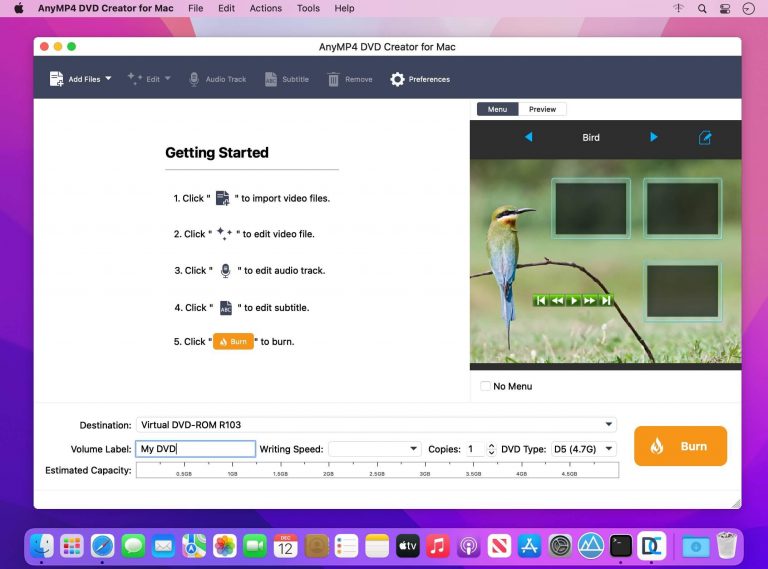 AnyMP4 DVD Creator for Mac File Edit Actions Tools Help
AnyMP4 DVD Creator for Mac
Add Files Edit Audio Track Subtitle Remove Preferences
Menu Preview
Bird
Getting Started
1. Click " " to import video files.
2. Click " " to edit video file.
3. Click " " to edit audio track.
4. Click " ABC " to edit subtitle.
5. Click " Burn " to burn.
No Menu
Destination: Virtual DVD-ROM R103
Volume Label: My DVD Writing Speed: Copies: 1 DVD Type: D5 (4.7G)
Burn
Estimated Capacity: 0.5GB 1GB 1.5GB 2GB 2.5GB 3GB 3.5GB 4GB 4.5GB
DEC
12
tv
DC